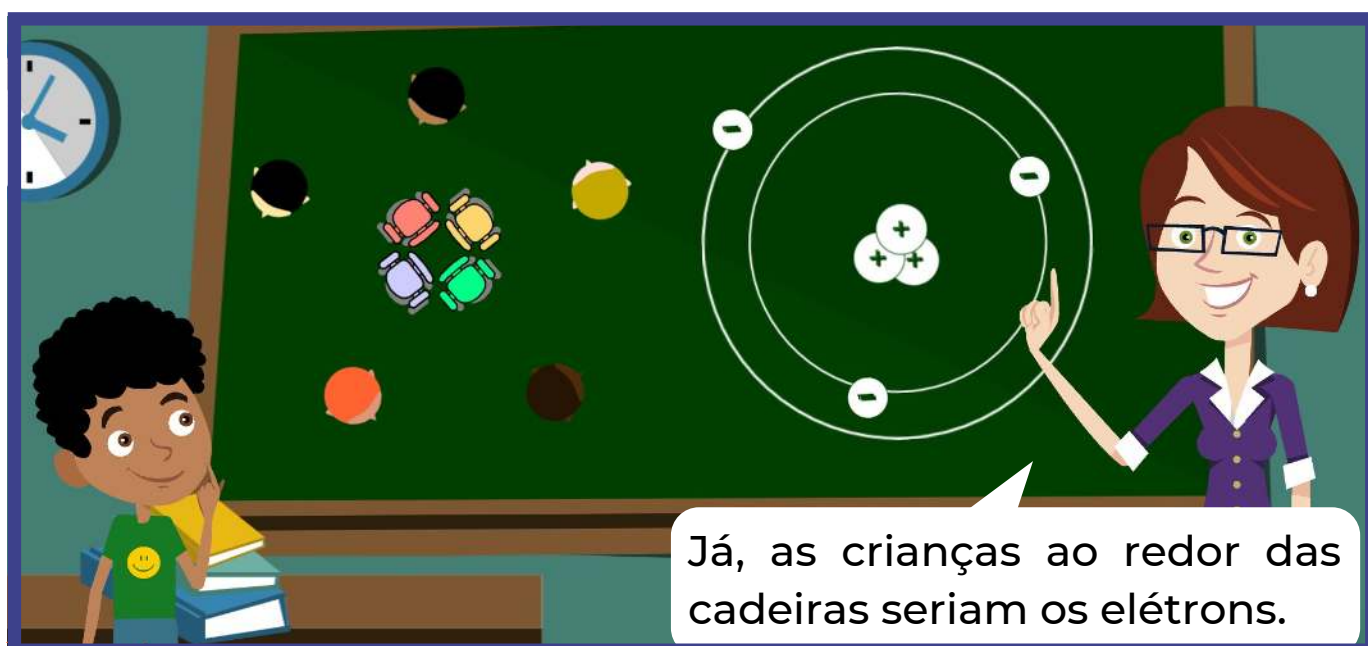 -
-
+
+ +
-
Já, as crianças ao redor das
cadeiras seriam os elétrons.